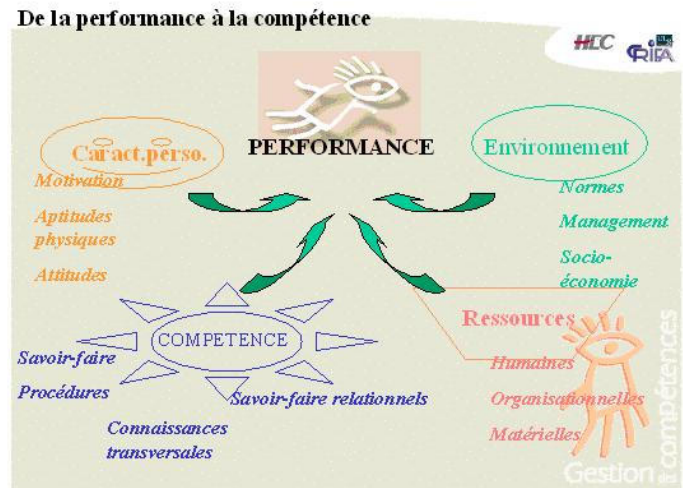 De la performance à la compétence
HEC CRIFA
Caract.perso.
PERFORMANCE
Environnement
Motivation
Aptitudes
physiques
Attitudes
Normes
Management
Socio-
économie
COMPETENCE
Savoir-faire
Procédures
Savoir-faire relationnels
Connaissances
transversales
Ressources
Humaines
Organisationnelles
Matérielles
Gestion des compétences